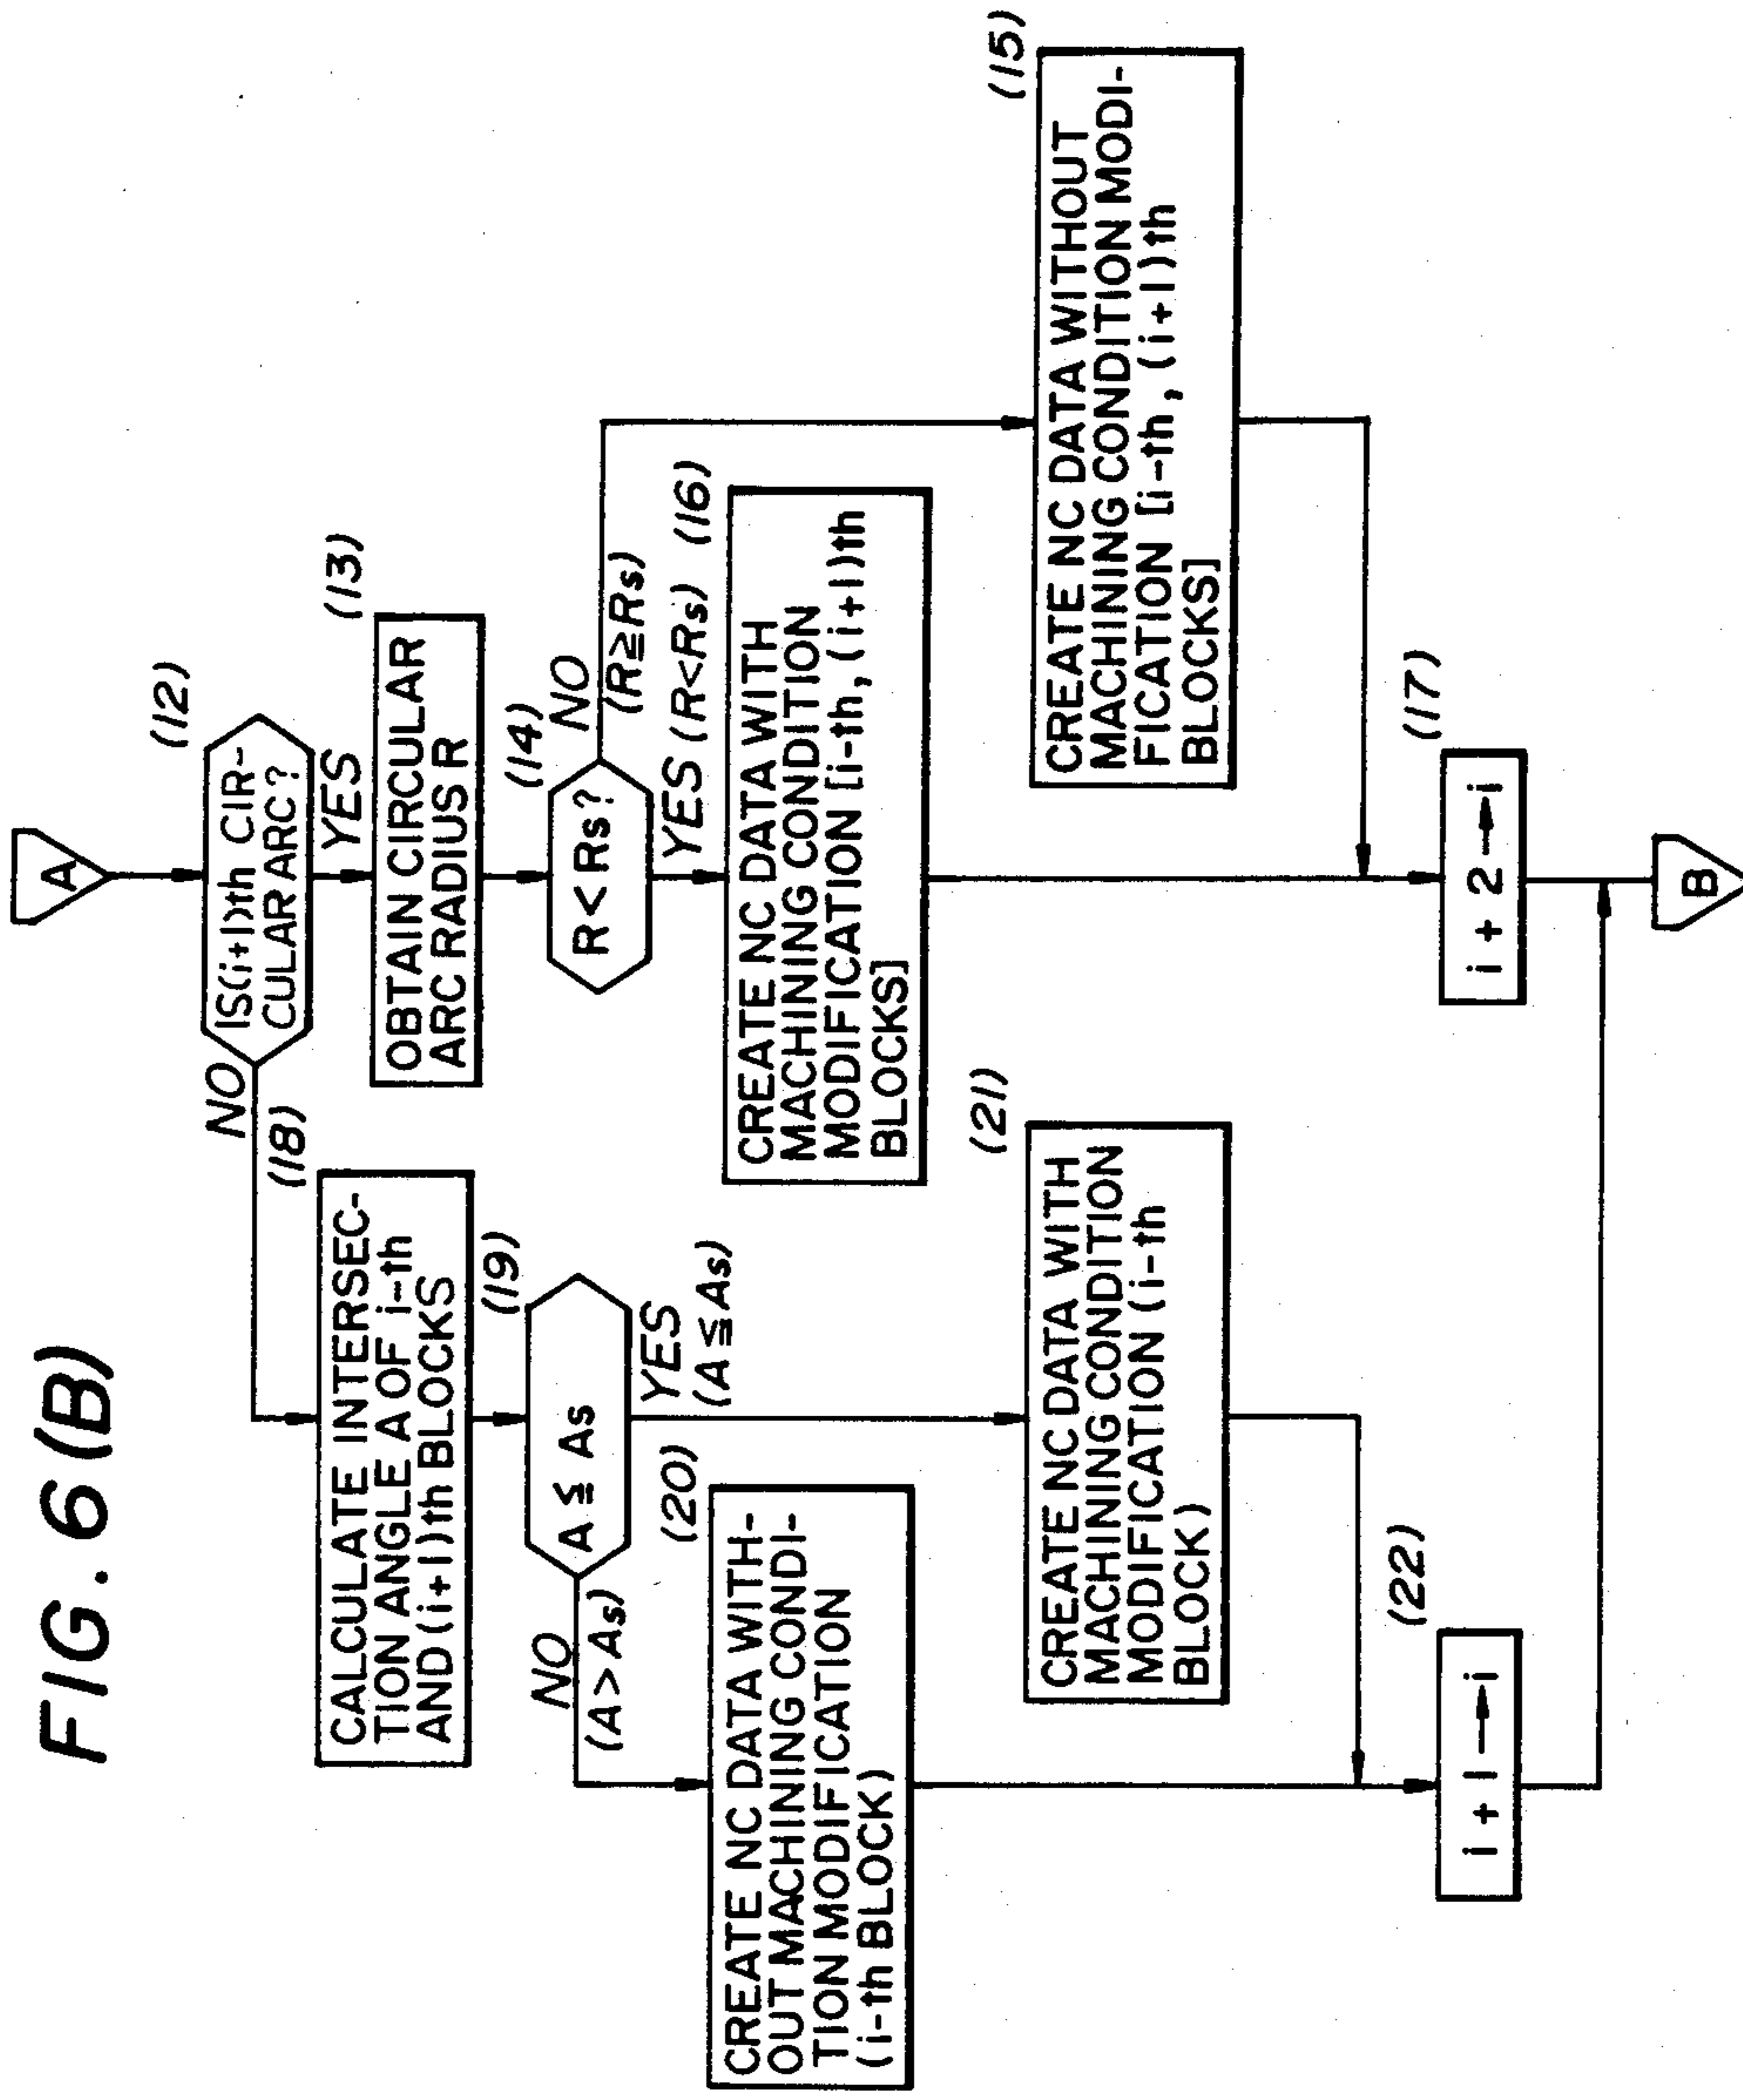 FIG. 6 (B)
A
(12)
IS(i+1)th CIR-
CULAR ARC?
NO
YES
(13)
OBTAIN CIRCULAR
ARC RADIUS R
(14)
R < Rs?
NO
(R≧Rs)
YES (R<Rs)
(16)
CREATE NC DATA WITH
MACHINING CONDITION
MODIFICATION [i-th, (i+1)th
BLOCKS]
(15)
CREATE NC DATA WITHOUT
MACHINING CONDITION MODI-
FICATION [i-th, (i+1)th
BLOCKS]
(17)
i + 2 → i
(18)
CALCULATE INTERSEC-
TION ANGLE A OF i-th
AND (i+1)th BLOCKS
(19)
A ≦ As
NO
(A>As)
YES
(A≦As)
(20)
CREATE NC DATA WITH-
OUT MACHINING CONDI-
TION MODIFICATION
(i-th BLOCK)
(21)
CREATE NC DATA WITH
MACHINING CONDITION
MODIFICATION (i-th
BLOCK)
(22)
i + 1 → i
B